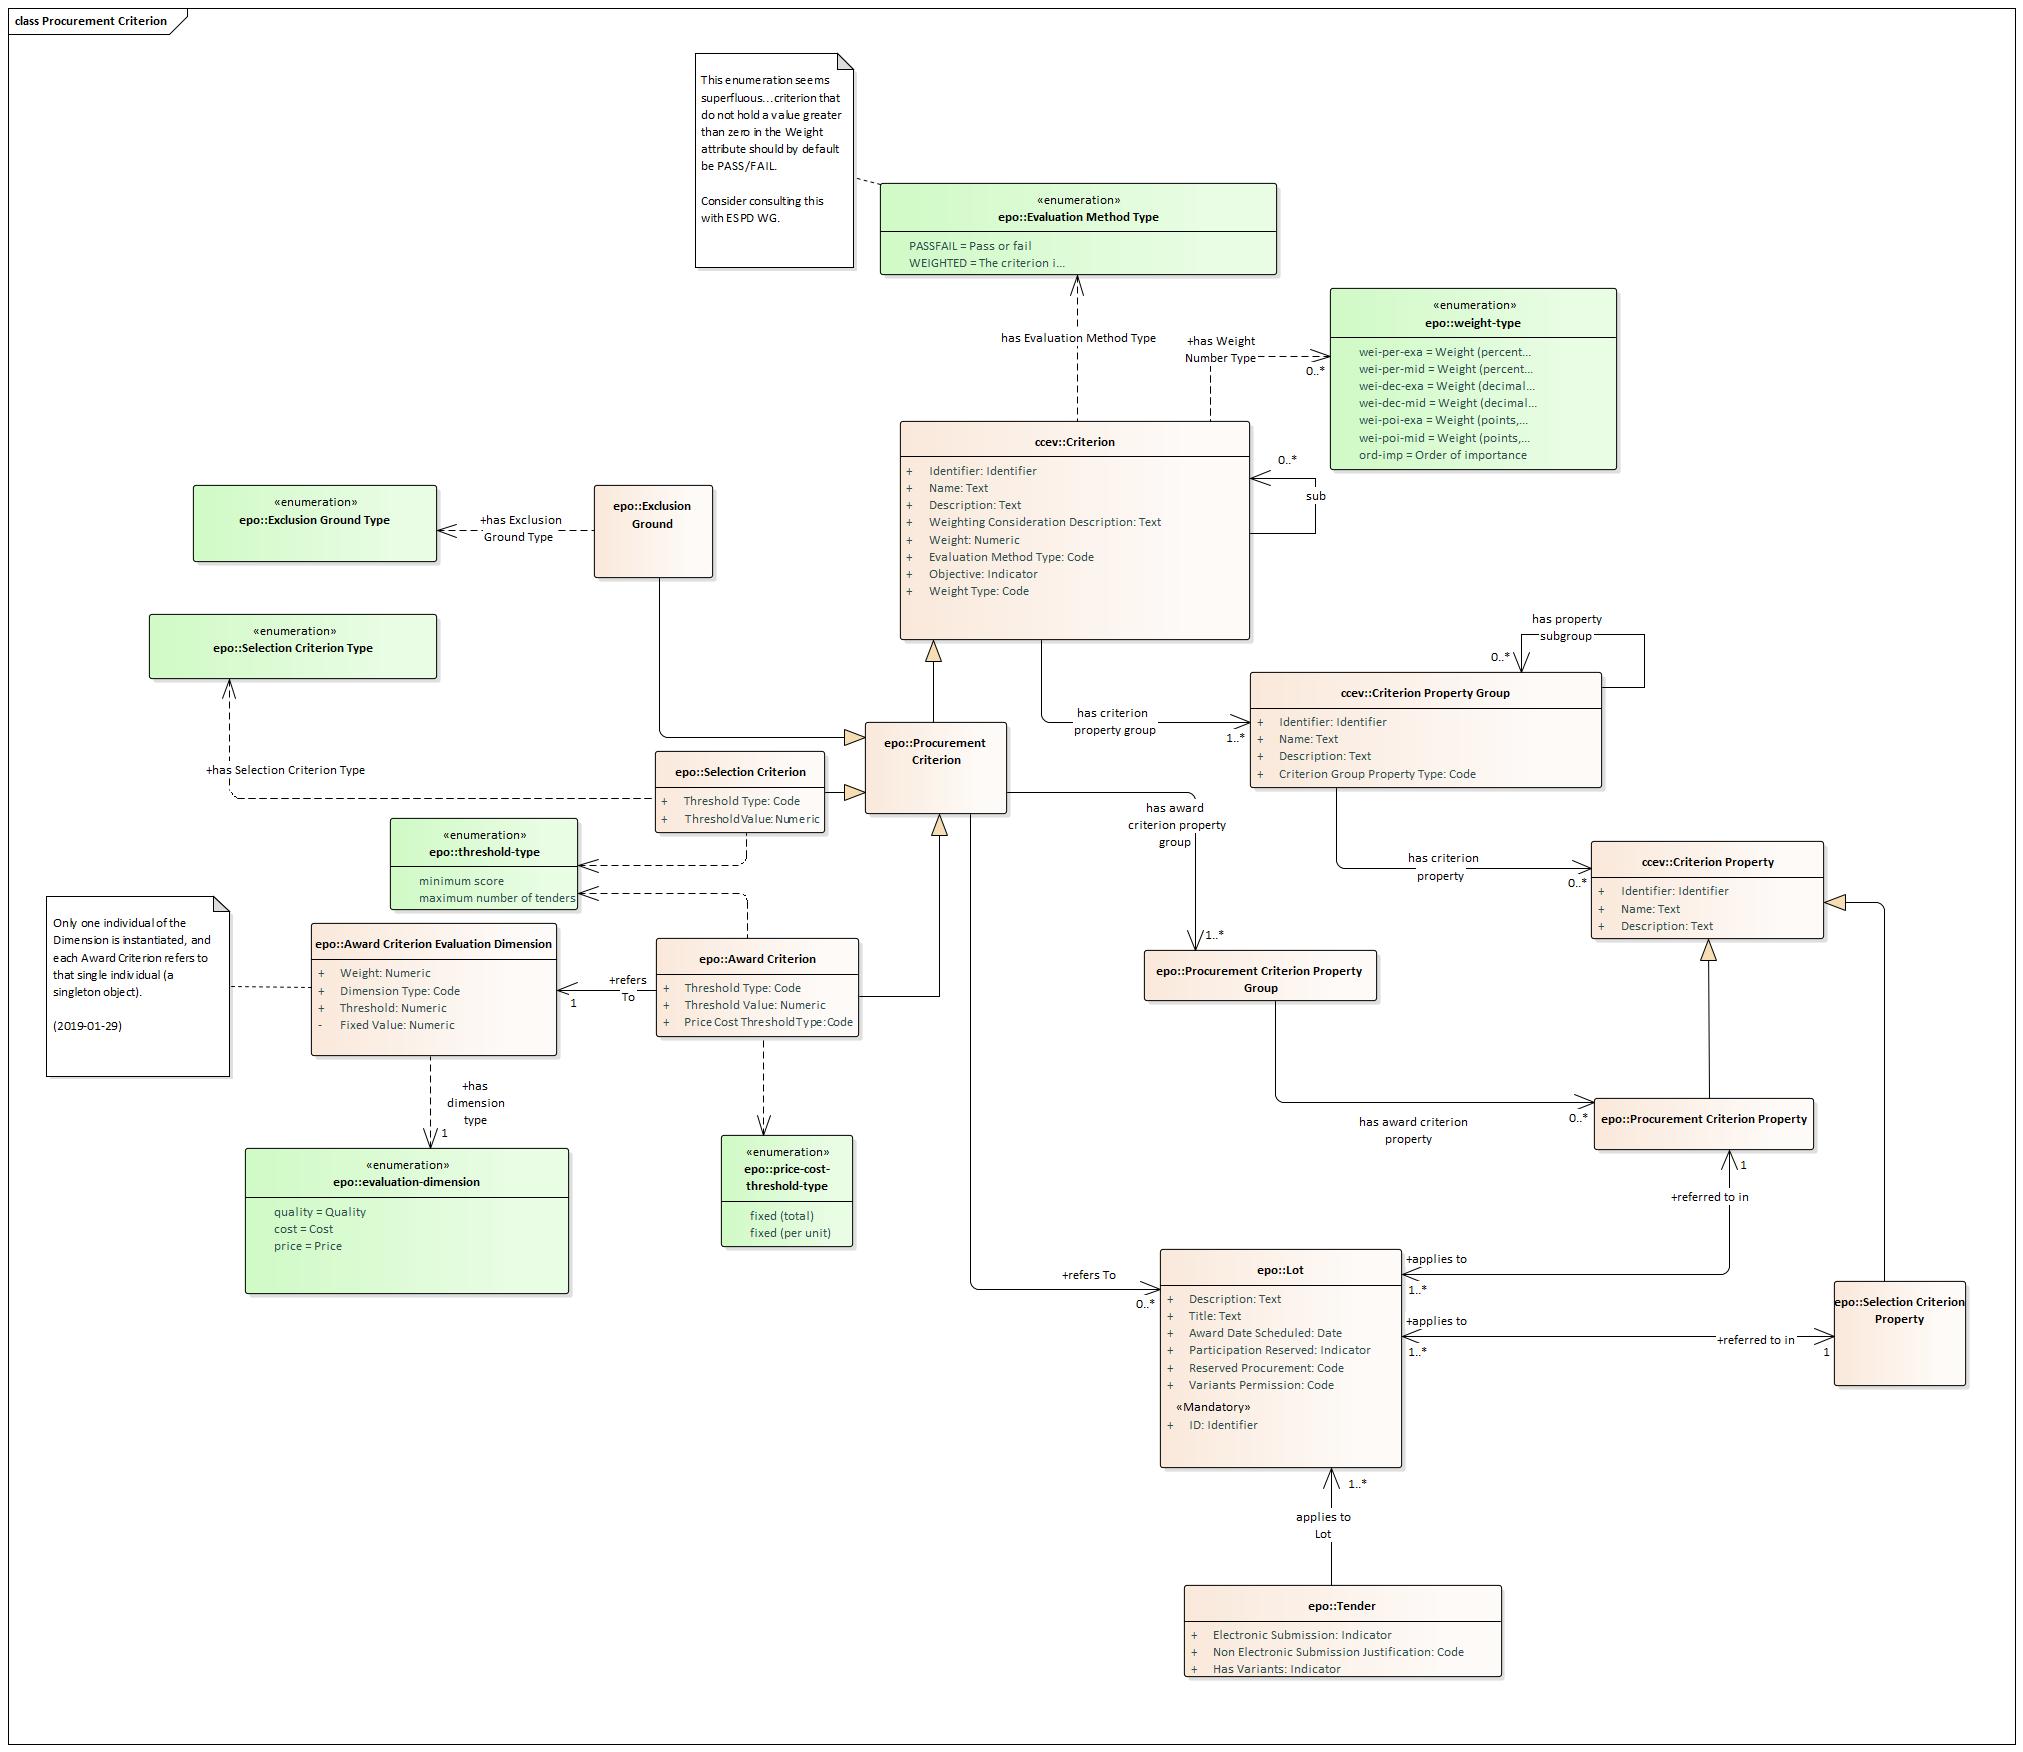 class Procurement Criterion
This enumeration seems
superfluous...criterion that
do not hold a value greater
than zero in the Weight
attribute should by default
be PASS/FAIL.
Consider consulting this
with ESPD WG.
«enumeration»
epo::Evaluation Method Type
PASSFAIL = Pass or fail
WEIGHTED = The criterion i...
has Evaluation Method Type
+has Weight
Number Type
0..*
«enumeration»
epo::weight-type
wei-per-exa = Weight (percent...
wei-per-mid = Weight (percent...
wei-dec-exa = Weight (decimal...
wei-dec-mid = Weight (decimal...
wei-poi-exa = Weight (points,...
wei-poi-mid = Weight (points,...
ord-imp = Order of importance
ccev::Criterion
+ Identifier: Identifier
+ Name: Text
+ Description: Text
+ Weighting Consideration Description: Text
+ Weight: Numeric
+ Evaluation Method Type: Code
+ Objective: Indicator
+ Weight Type: Code
0..*
sub
«enumeration»
epo::Exclusion Ground Type
+has Exclusion
Ground Type
epo::Exclusion
Ground
«enumeration»
epo::Selection Criterion Type
+has Selection Criterion Type
has property
subgroup
0..*
ccev::Criterion Property Group
+ Identifier: Identifier
+ Name: Text
+ Description: Text
+ Criterion Group Property Type: Code
has criterion
property group
1..*
epo::Procurement
Criterion
epo::Selection Criterion
+ Threshold Type: Code
+ Threshold Value: Numeric
has award
criterion property
group
1..*
«enumeration»
epo::threshold-type
minimum score
maximum number of tenders
has criterion
property
0..*
ccev::Criterion Property
+ Identifier: Identifier
+ Name: Text
+ Description: Text
Only one individual of the
Dimension is instantiated, and
each Award Criterion refers to
that single individual (a
singleton object).
(2019-01-29)
epo::Award Criterion Evaluation Dimension
+ Weight: Numeric
+ Dimension Type: Code
+ Threshold: Numeric
- Fixed Value: Numeric
+refers
To
1
epo::Award Criterion
+ Threshold Type: Code
+ Threshold Value: Numeric
+ Price Cost Threshold Type: Code
epo::Procurement Criterion Property
Group
+has
dimension
type
1
has award criterion
property
0..*
epo::Procurement Criterion Property
«enumeration»
epo::evaluation-dimension
quality = Quality
cost = Cost
price = Price
«enumeration»
epo::price-cost-
threshold-type
fixed (total)
fixed (per unit)
1
+referred to in
+refers To
0..*
epo::Lot
+ Description: Text
+ Title: Text
+ Award Date Scheduled: Date
+ Participation Reserved: Indicator
+ Reserved Procurement: Code
+ Variants Permission: Code
«Mandatory»
+ ID: Identifier
+applies to
1..*
+applies to
1..*
+referred to in
1
epo::Selection Criterion
Property
1..*
applies to
Lot
epo::Tender
+ Electronic Submission: Indicator
+ Non Electronic Submission Justification: Code
+ Has Variants: Indicator